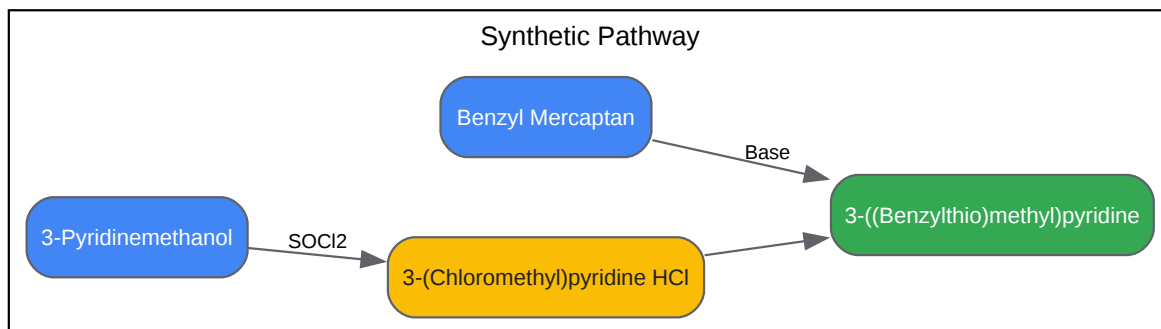 Synthetic Pathway
Benzyl Mercaptan
Base
3-((Benzylthio)methyl)pyridine
3-Pyridinemethanol
SOCl2
3-(Chloromethyl)pyridine HCl